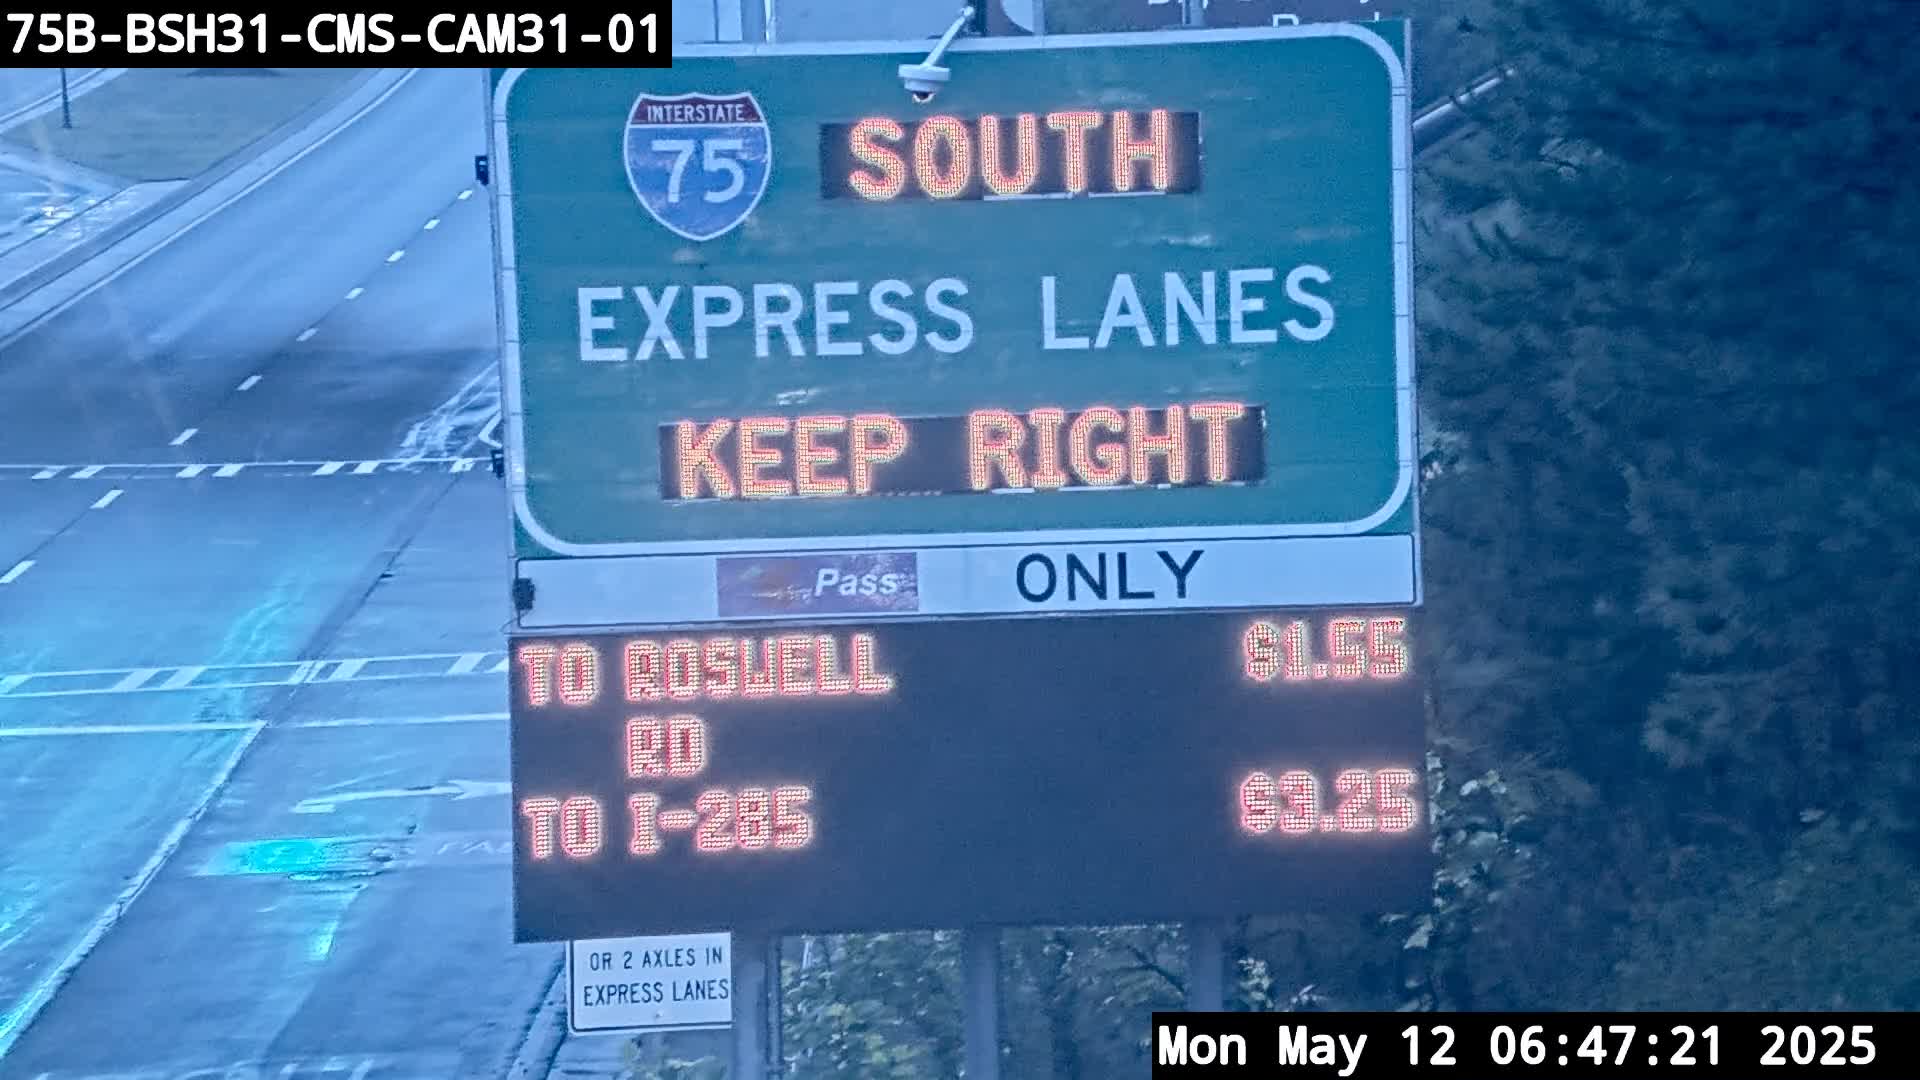 75B-BSH31-CMS-CAM31-01
INTERSTATE
75
SOUTH
EXPRESS LANES
KEEP RIGHT
Pass ONLY
TO ROSWELL $1.55
RD
TO I-285 $3.25
OR 2 AXLES IN
EXPRESS LANES
Mon May 12 06:47:21 2025